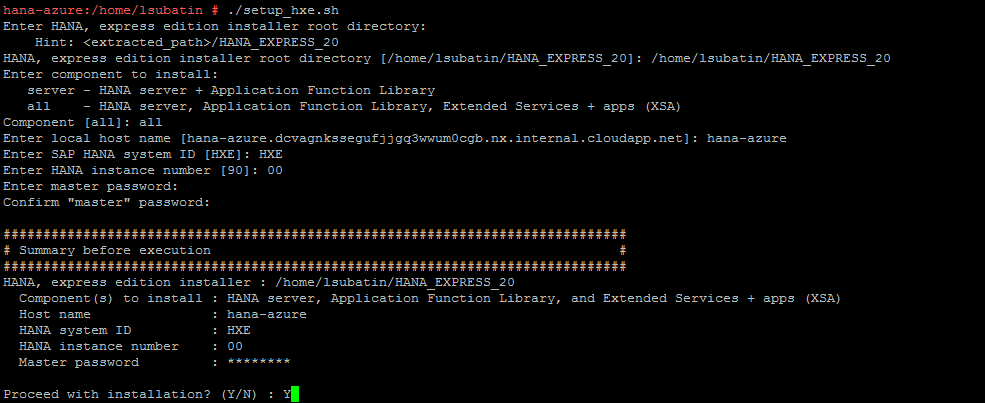 hana-azure:/home/lsubatin # ./setup_hxe.sh
Enter HANA, express edition installer root directory:
    Hint: <extracted_path>/HANA_EXPRESS_20
HANA, express edition installer root directory [/home/lsubatin/HANA_EXPRESS_20]: /home/lsubatin/HANA_EXPRESS_20
Enter component to install:
   server - HANA server + Application Function Library
   all    - HANA server, Application Function Library, Extended Services + apps (XSA)
Component [all]: all
Enter local host name [hana-azure.dcvagnkssegufjjgq3wwum0cgb.nx.internal.cloudapp.net]: hana-azure
Enter SAP HANA system ID [HXE]: HXE
Enter HANA instance number [90]: 00
Enter master password:
Confirm "master" password:
##############################################################################
# Summary before execution                                                   #
##############################################################################
HANA, express edition installer : /home/lsubatin/HANA_EXPRESS_20
  Component(s) to install : HANA server, Application Function Library, and Extended Services + apps (XSA)
  Host name               : hana-azure
  HANA system ID          : HXE
  HANA instance number    : 00
  Master password         : ********
Proceed with installation? (Y/N) : Y